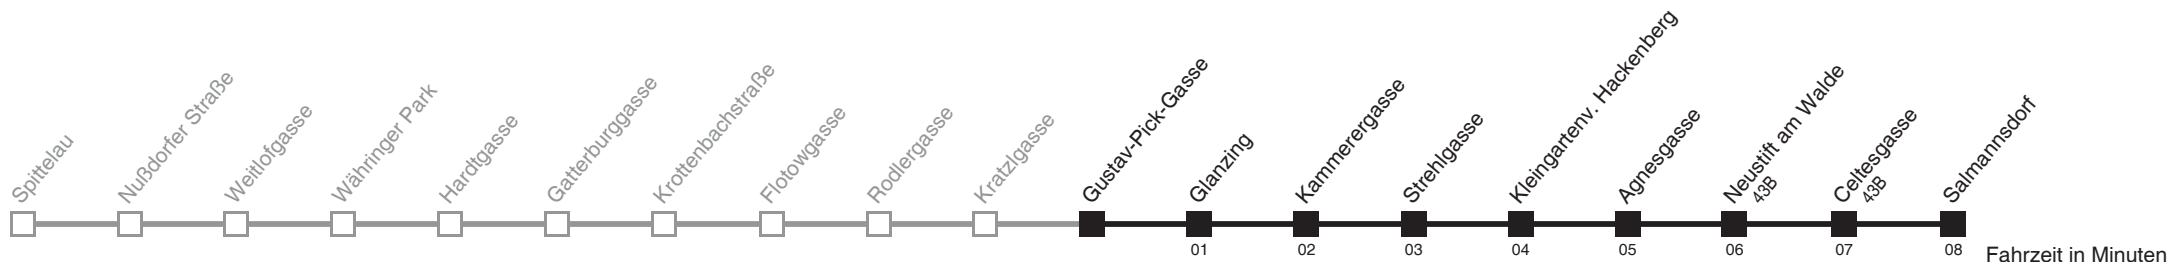 Spittelau
Nußdorfer Straße
Weitlofgasse
Währinger Park
Hardtgasse
Gatterburggasse
Krottenbachstraße
Flotowgasse
Rodlergasse
Kratzlgasse
Gustav-Pick-Gasse
Glanzing
Kammerergasse
Strehlgasse
Kleingartenv. Hackenberg
Agnesgasse
Neustift am Walde
43B
Celtesgasse
43B
Salmannsdorf
01 02 03 04 05 06 07 08 Fahrzeit in Minuten